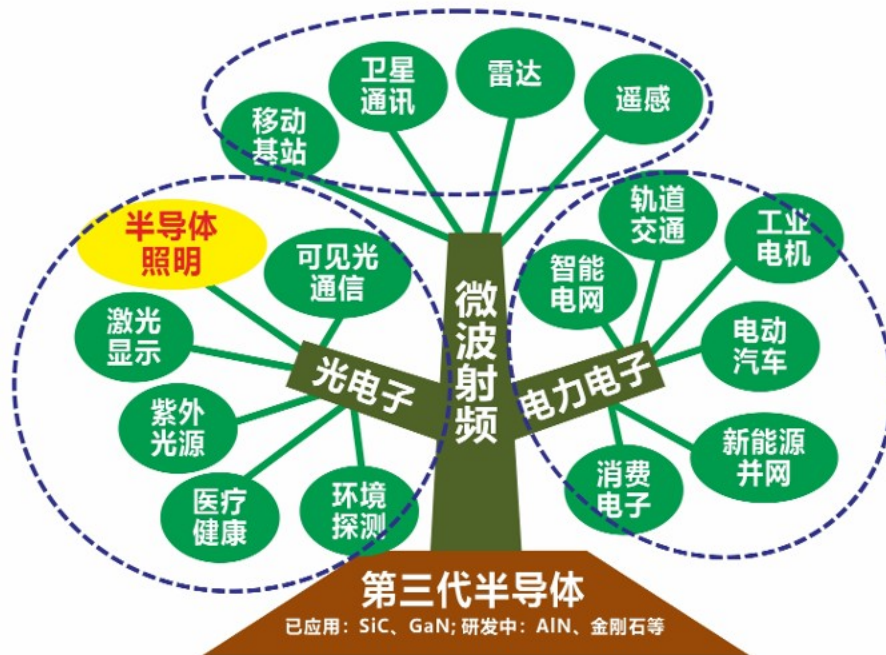 卫星
通讯
雷达
遥感
移动
基站
半导体
照明
可见光
通信
激光
显示
紫外
光源
医疗
健康
环境
探测
光电子
微波射频
电力电子
轨道
交通
工业
电机
智能
电网
电动
汽车
新能源
并网
消费
电子
第三代半导体
已应用：SiC、GaN; 研发中：AlN、金刚石等